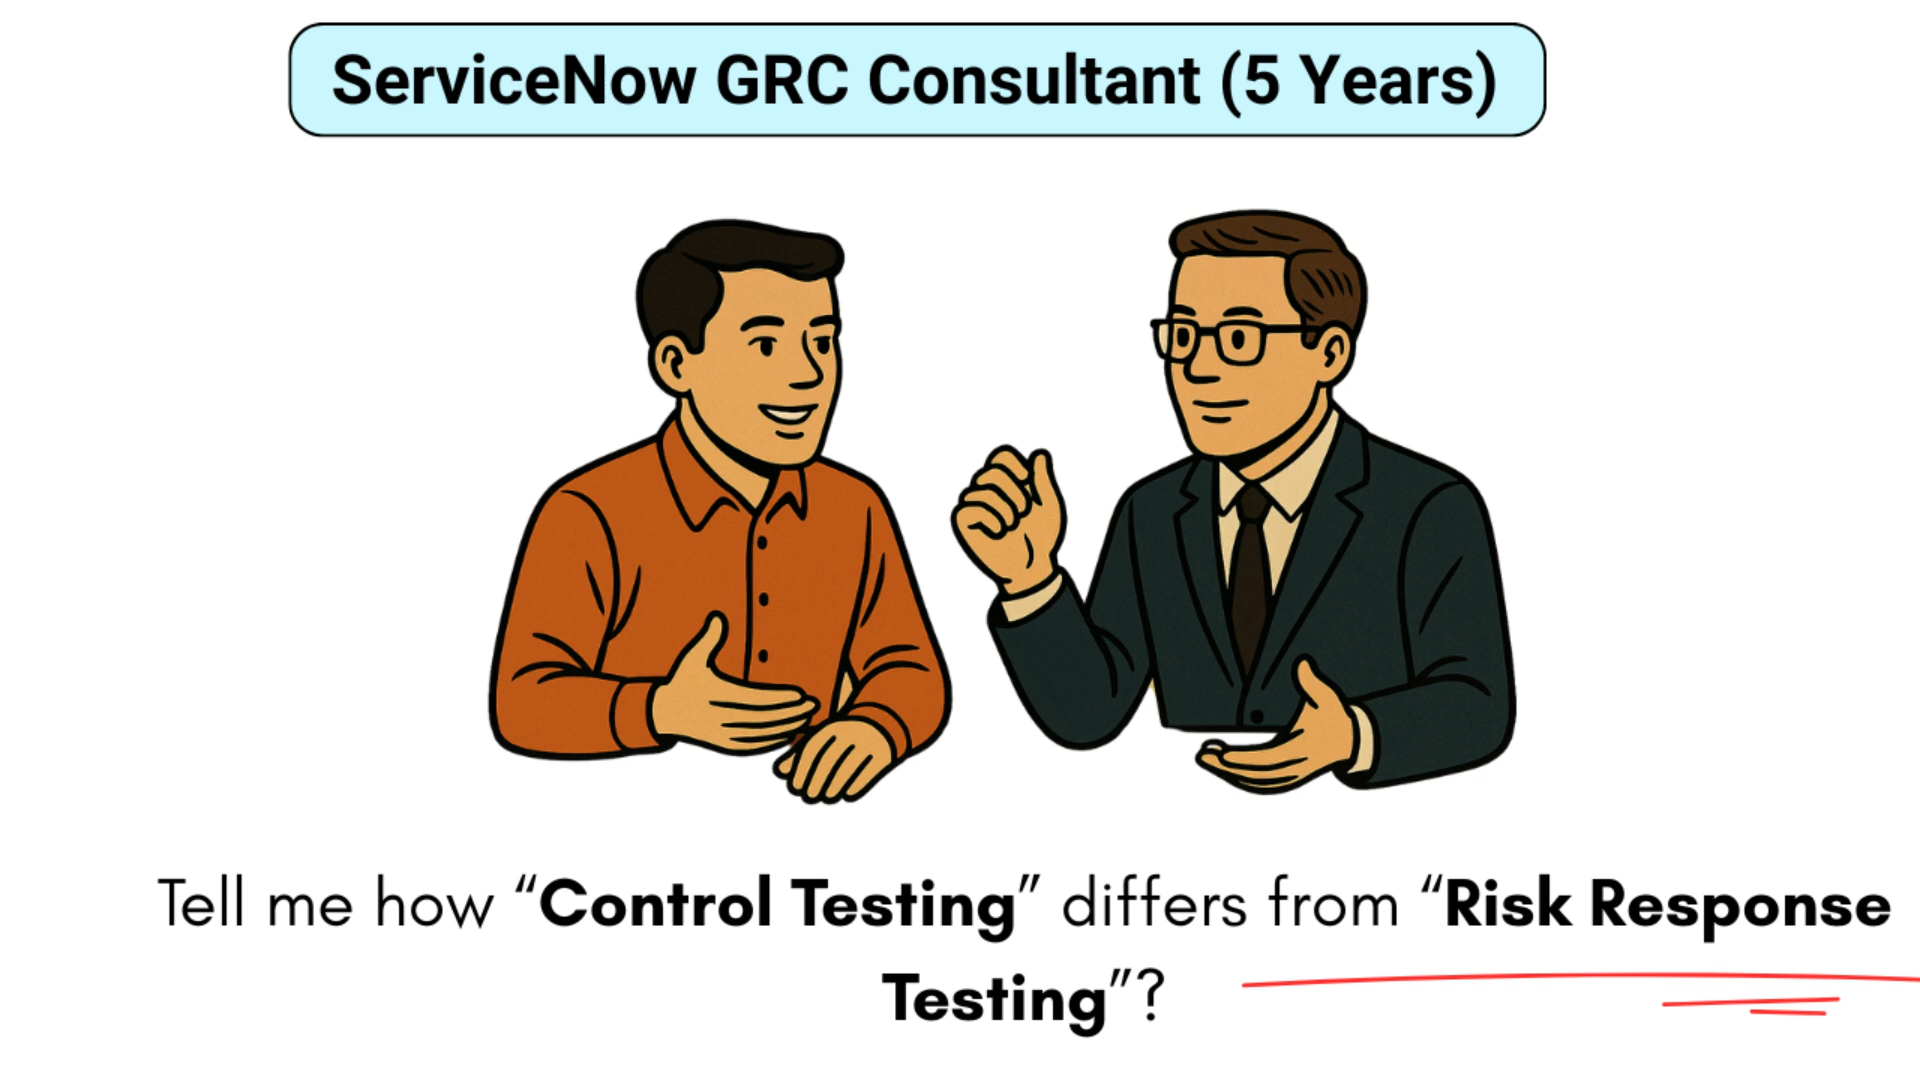 ServiceNow GRC Consultant (5 Years)
Tell me how “Control Testing” differs from “Risk Response
Testing”?